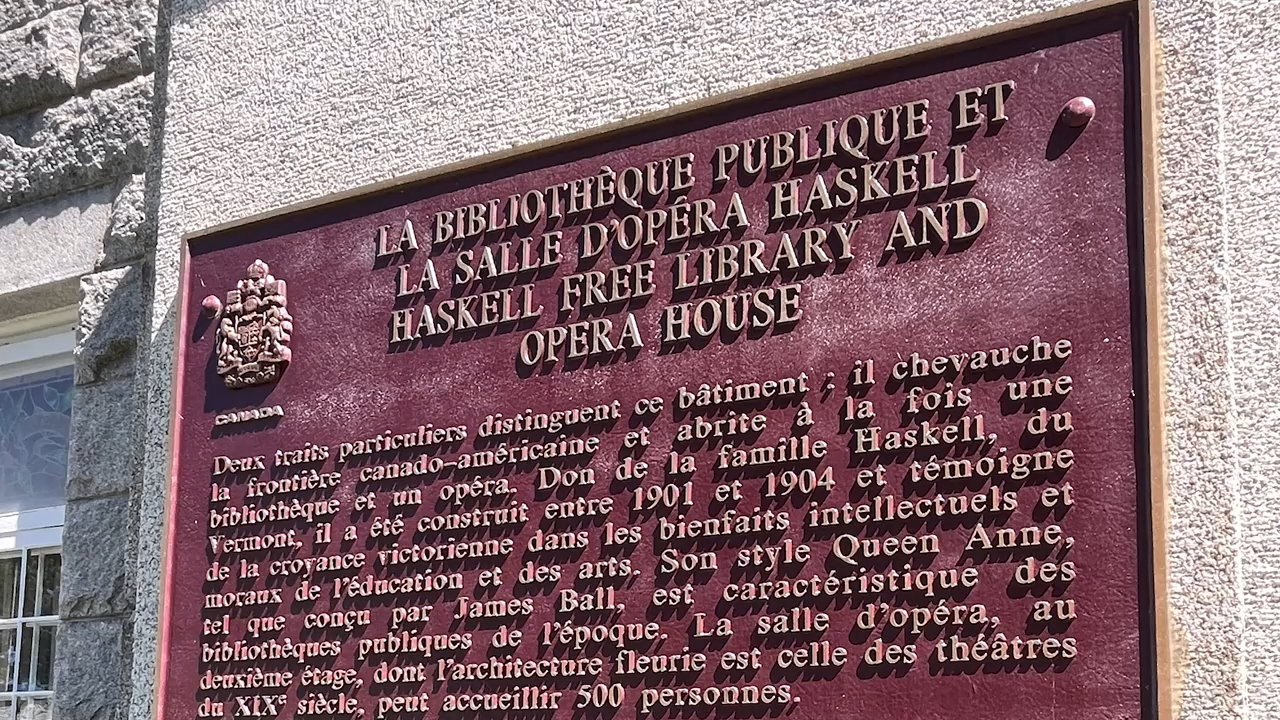 LA BIBLIOTHÈQUE PUBLIQUE ET
LA SALLE D'OPÉRA HASKELL
HASKELL FREE LIBRARY AND
OPERA HOUSE
CANADA
Deux traits particuliers distinguent ce bâtiment : il chevauche
la frontière canado-américaine et abrite à la fois une
bibliothèque et un opéra. Don de la famille Haskell, du
Vermont, il a été construit entre 1901 et 1904 et témoigne
de la croyance victorienne dans les bienfaits intellectuels et
moraux de l'éducation et des arts. Son style Queen Anne,
tel que conçu par James Ball, est caractéristique des
bibliothèques publiques de l'époque. La salle d'opéra, au
deuxième étage, dont l'architecture fleurie est celle des théâtres
du XIXe siècle, peut accueillir 500 personnes.